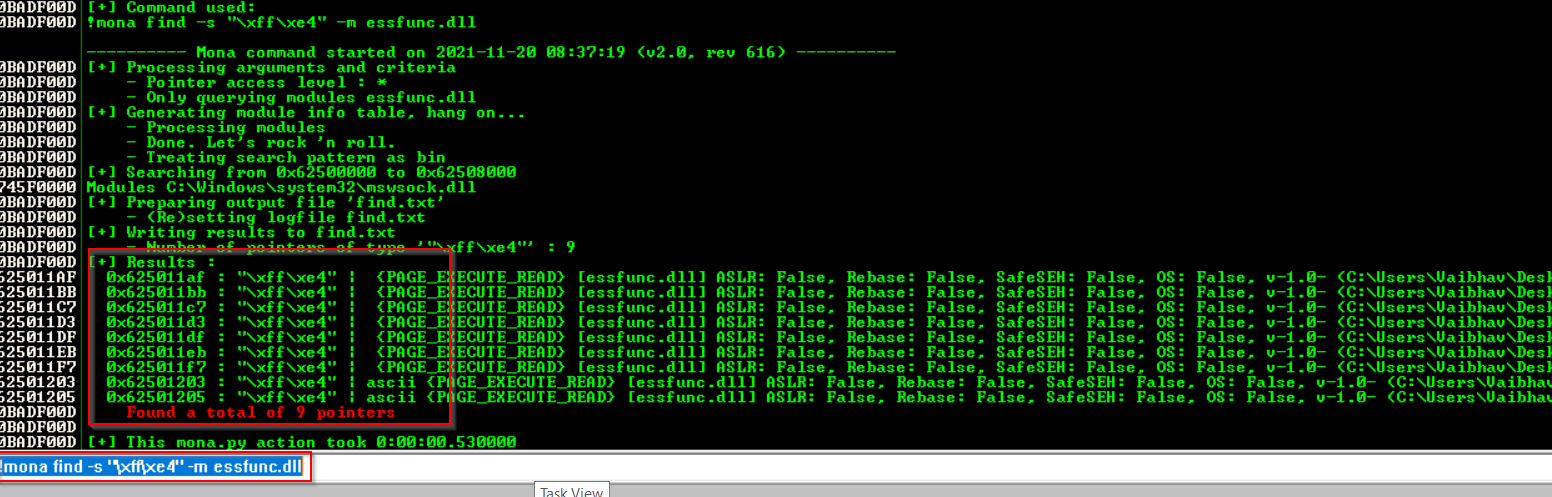 0BADF00D [+] Command used:
0BADF00D !mona find -s "\xff\xe4" -m essfunc.dll
---------- Mona command started on 2021-11-20 08:37:19 (v2.0, rev 616) ----------
0BADF00D [+] Processing arguments and criteria
0BADF00D - Pointer access level : *
0BADF00D - Only querying modules essfunc.dll
0BADF00D [+] Generating module info table, hang on...
0BADF00D - Processing modules
0BADF00D - Done. Let's rock 'n roll.
0BADF00D - Treating search pattern as bin
0BADF00D [+] Searching from 0x62500000 to 0x62508000
745F0000 Modules C:\Windows\system32\mswsock.dll
0BADF00D [+] Preparing output file 'find.txt'
0BADF00D - (Re)setting logfile find.txt
0BADF00D [+] Writing results to find.txt
0BADF00D - Number of pointers of type '"\xff\xe4"' : 9
0BADF00D [+] Results :
625011AF 0x625011af : "\xff\xe4" | {PAGE_EXECUTE_READ} [essfunc.dll] ASLR: False, Rebase: False, SafeSEH: False, OS: False, v-1.0- (C:\Users\Vaibhav\Desk
625011BB 0x625011bb : "\xff\xe4" | {PAGE_EXECUTE_READ} [essfunc.dll] ASLR: False, Rebase: False, SafeSEH: False, OS: False, v-1.0- (C:\Users\Vaibhav\Desk
625011C7 0x625011c7 : "\xff\xe4" | {PAGE_EXECUTE_READ} [essfunc.dll] ASLR: False, Rebase: False, SafeSEH: False, OS: False, v-1.0- (C:\Users\Vaibhav\Desk
625011D3 0x625011d3 : "\xff\xe4" | {PAGE_EXECUTE_READ} [essfunc.dll] ASLR: False, Rebase: False, SafeSEH: False, OS: False, v-1.0- (C:\Users\Vaibhav\Desk
625011DF 0x625011df : "\xff\xe4" | {PAGE_EXECUTE_READ} [essfunc.dll] ASLR: False, Rebase: False, SafeSEH: False, OS: False, v-1.0- (C:\Users\Vaibhav\Desk
625011EB 0x625011eb : "\xff\xe4" | {PAGE_EXECUTE_READ} [essfunc.dll] ASLR: False, Rebase: False, SafeSEH: False, OS: False, v-1.0- (C:\Users\Vaibhav\Desk
625011F7 0x625011f7 : "\xff\xe4" | {PAGE_EXECUTE_READ} [essfunc.dll] ASLR: False, Rebase: False, SafeSEH: False, OS: False, v-1.0- (C:\Users\Vaibhav\Desk
62501203 0x62501203 : "\xff\xe4" | ascii {PAGE_EXECUTE_READ} [essfunc.dll] ASLR: False, Rebase: False, SafeSEH: False, OS: False, v-1.0- (C:\Users\Vaibhav
62501205 0x62501205 : "\xff\xe4" | ascii {PAGE_EXECUTE_READ} [essfunc.dll] ASLR: False, Rebase: False, SafeSEH: False, OS: False, v-1.0- (C:\Users\Vaibhav
0BADF00D Found a total of 9 pointers
0BADF00D
0BADF00D [+] This mona.py action took 0:00:00.530000
!mona find -s "\xff\xe4" -m essfunc.dll
Task View